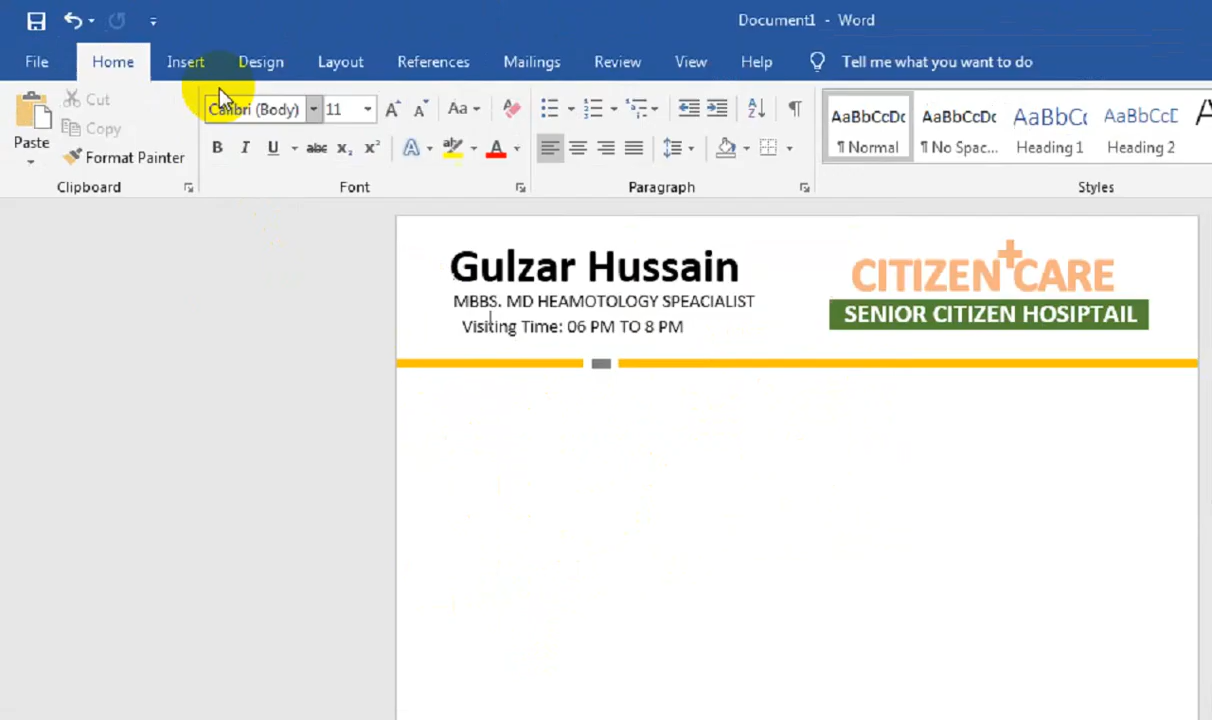 Document1 - Word
File Home Insert Design Layout References Mailings Review View Help Tell me what you want to do
Paste
Cut
Copy
Format Painter
Clipboard
Calibri (Body) 11 A A Aa
B I U abc x₂ x² A aby A
Font
A Z ¶
Paragraph
AaBbCcDc AaBbCcDc AaBbCc AaBbCcE
¶ Normal ¶ No Spac... Heading 1 Heading 2
Styles
Gulzar Hussain
MBBS. MD HEAMOTOLOGY SPEACIALIST
Visiting Time: 06 PM TO 8 PM
CITIZEN CARE
SENIOR CITIZEN HOSIPTAIL